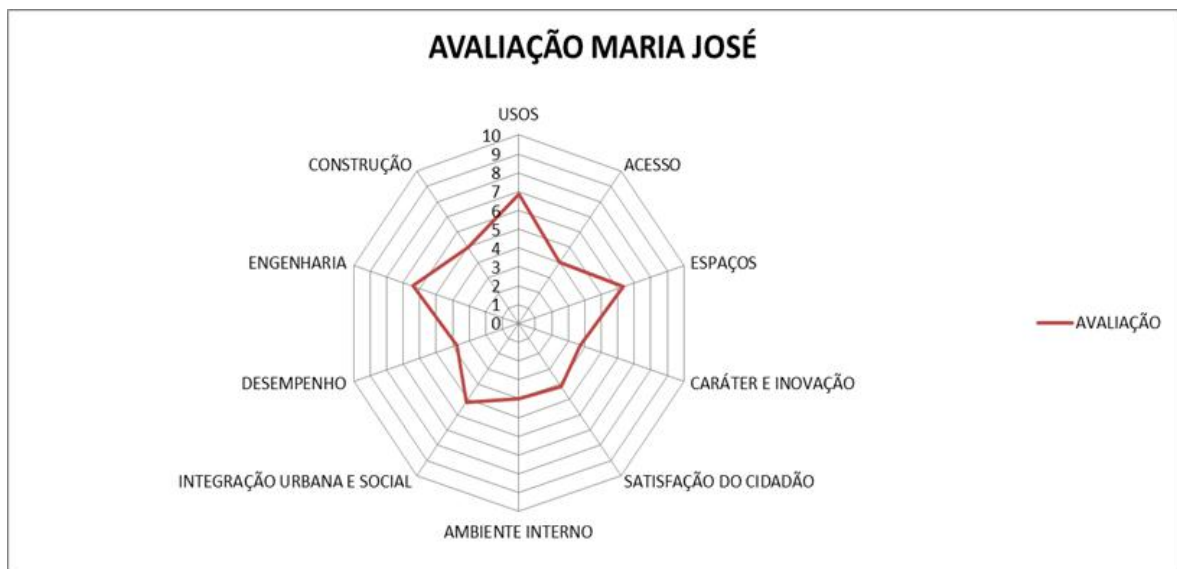 AVALIAÇÃO MARIA JOSÉ
USOS
10
9
8
7
6
5
4
3
2
1
0
CONSTRUÇÃO
ACESSO
ENGENHARIA
ESPAÇOS
AVALIAÇÃO
DESEMPENHO
CARÁTER E INOVAÇÃO
INTEGRAÇÃO URBANA E SOCIAL
SATISFAÇÃO DO CIDADÃO
AMBIENTE INTERNO